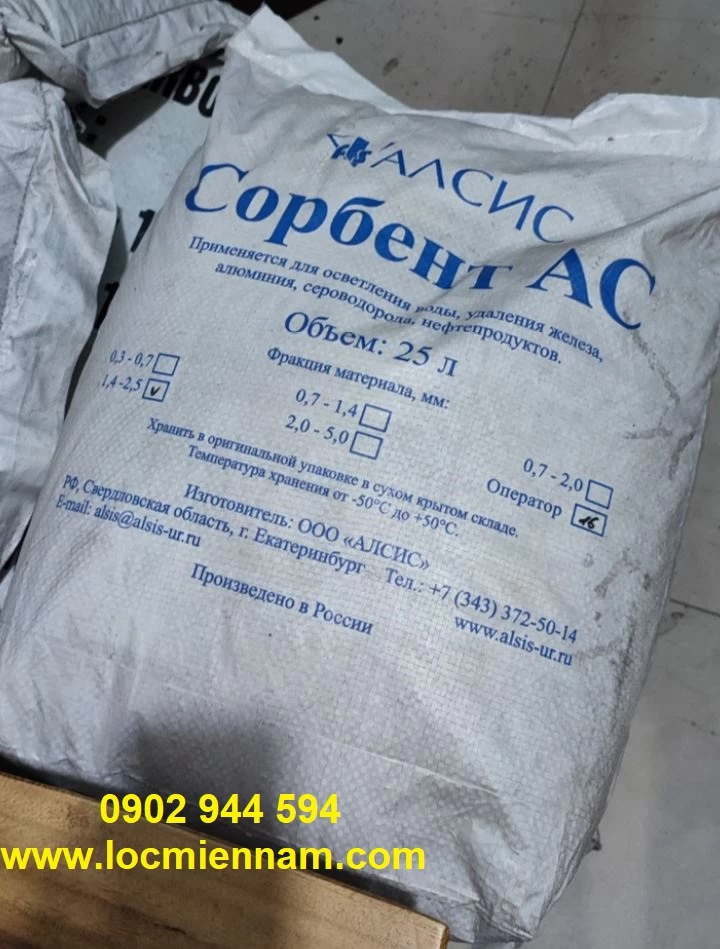 АЛСИС
Сорбент АС
Применяется для осветления воды, удаления железа,
алюминия, сероводорода, нефтепродуктов.
Объем: 25 л
Фракция материала, мм:
0,3 - 0,7
0,7 - 1,4
0,7 - 2,0
1,4 -2,5 v
2,0 - 5,0
Оператор 16
Хранить в оригинальной упаковке в сухом крытом складе.
Температура хранения от -50°С до +50°С.
Изготовитель: ООО «АЛСИС»
РФ, Свердловская область, г. Екатеринбург Тел.: +7 (343) 372-50-14
E-mail: alsis@alsis-ur.ru www.alsis-ur.ru
Произведено в России
0902 944 594
www.locmiennam.com